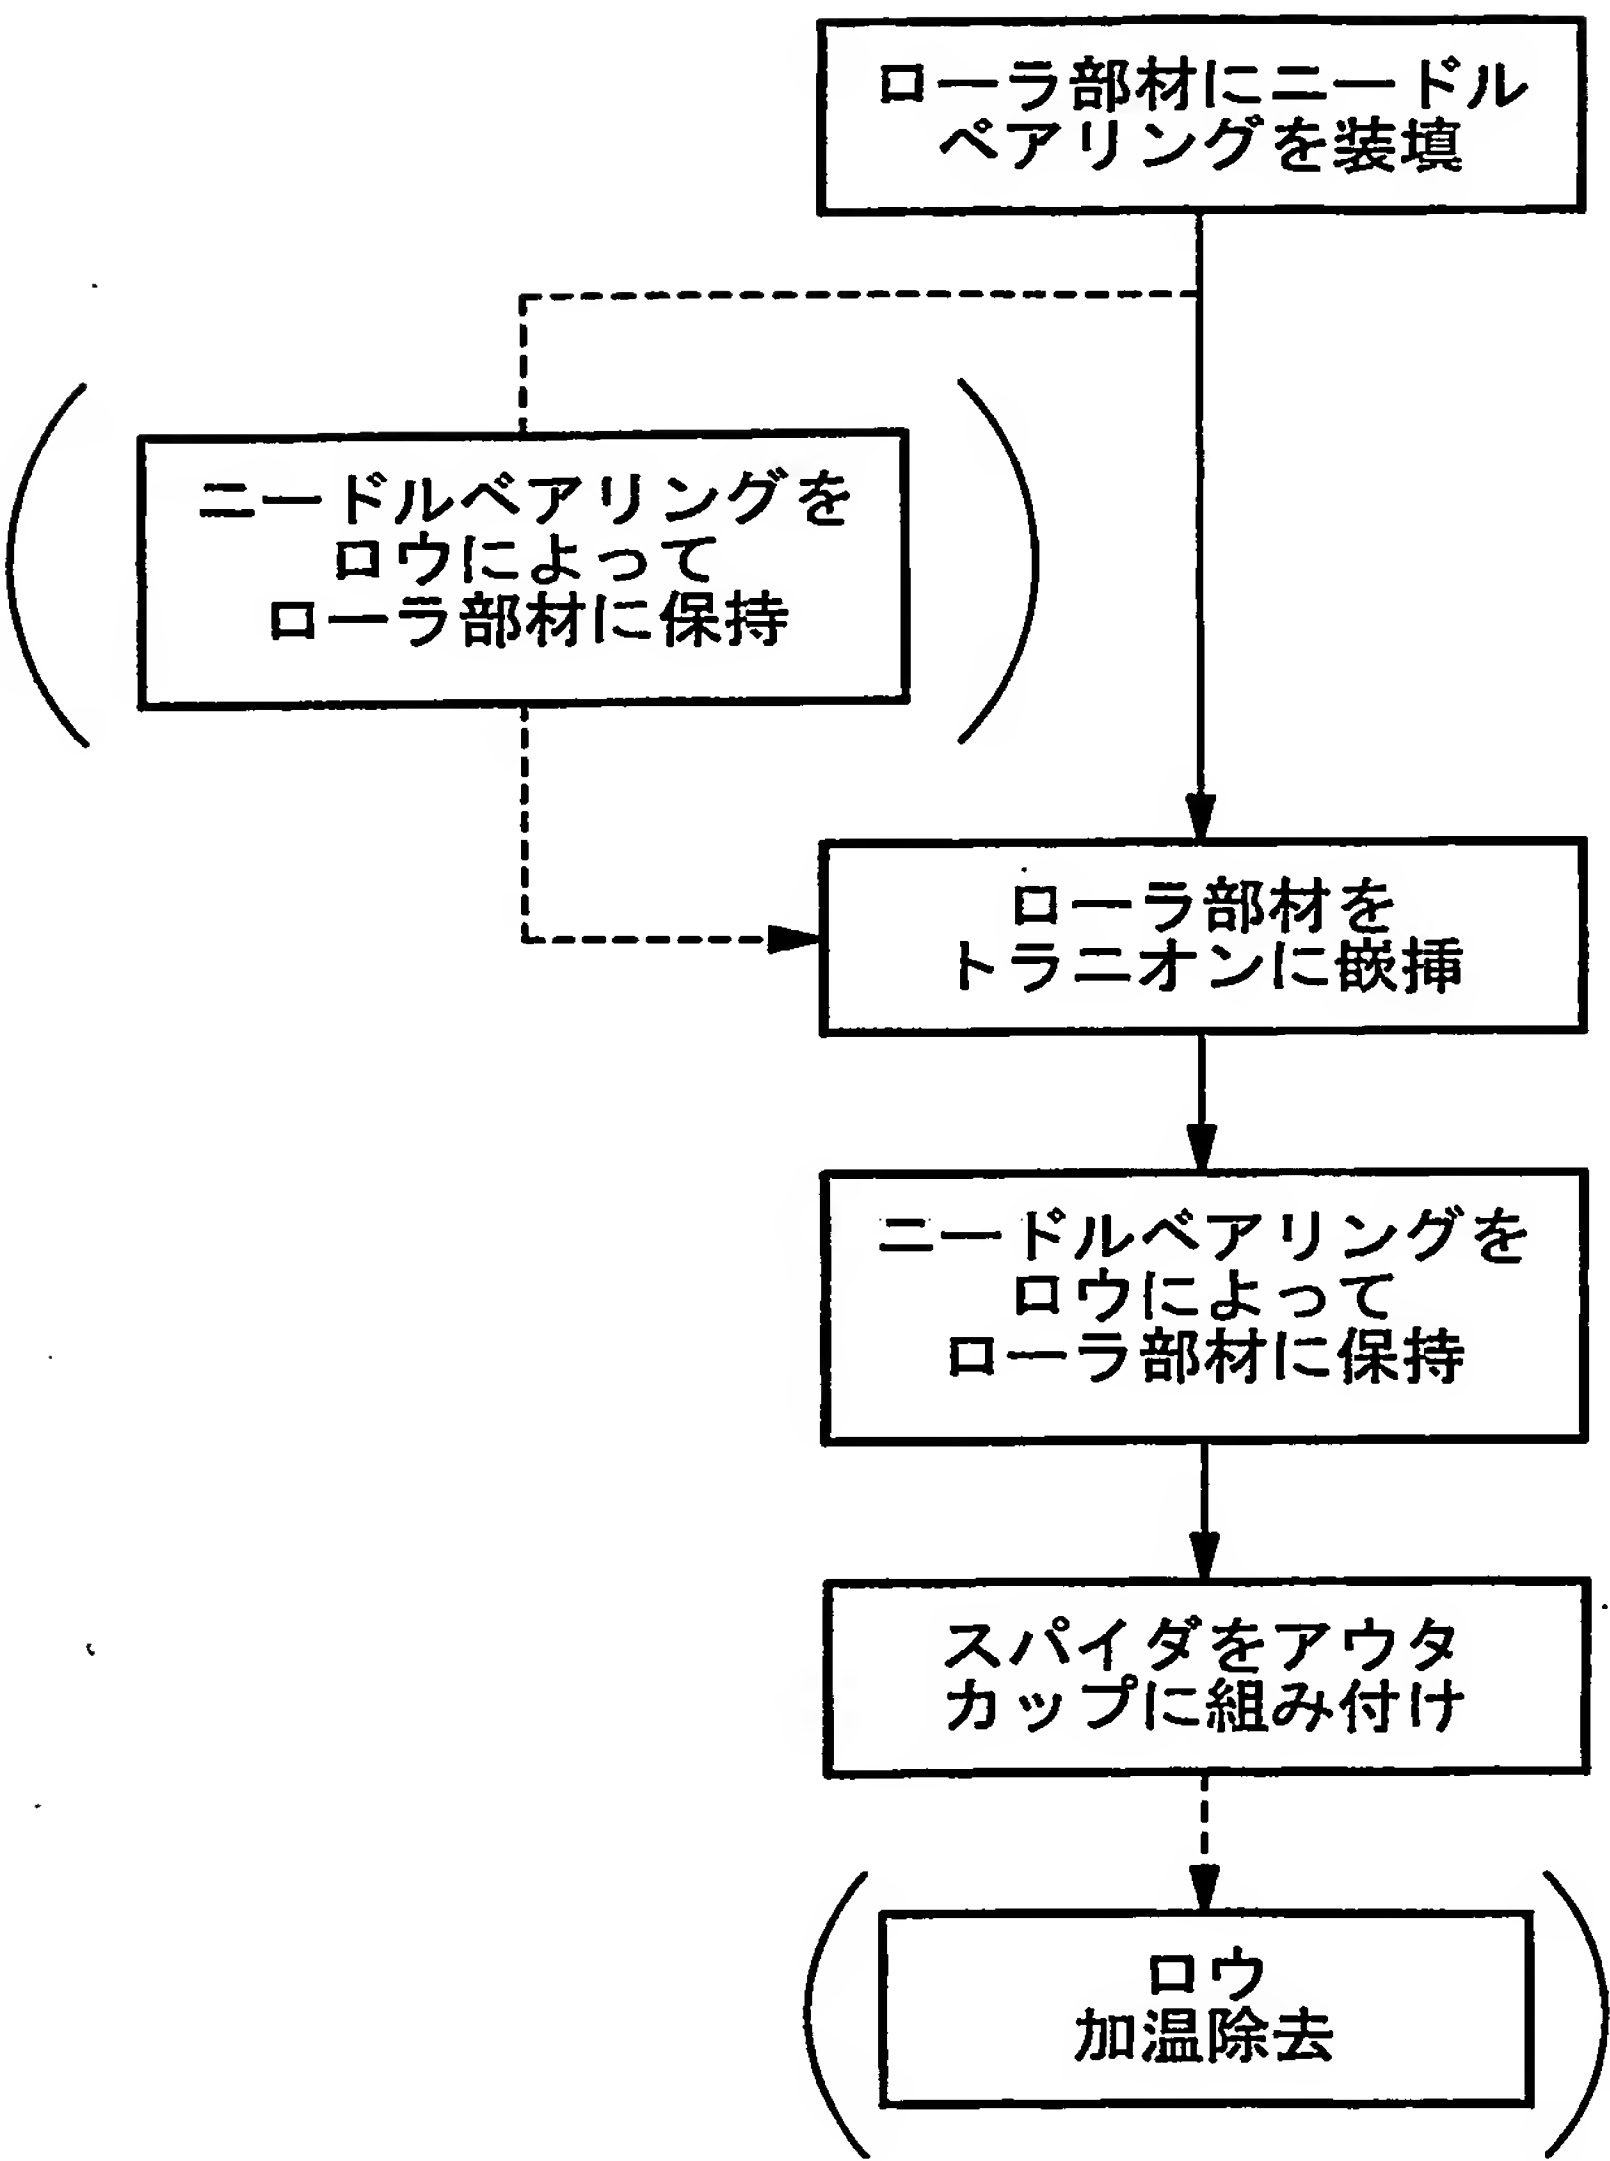 ローラ部材にニードル
ベアリングを装填
ニードルベアリングを
ロウによって
ローラ部材に保持
ローラ部材を
トラニオンに嵌挿
ニードルベアリングを
ロウによって
ローラ部材に保持
スパイダをアウタ
カップに組み付け
ロウ
加温除去